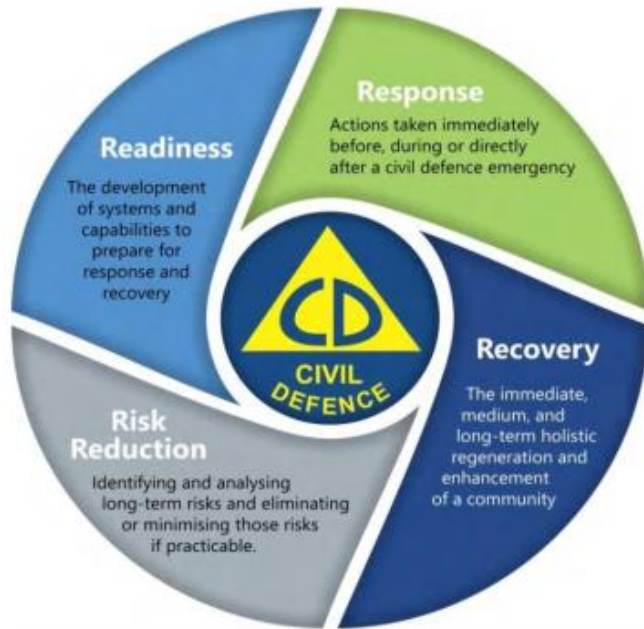 Readiness
The development
of systems and
capabilities to
prepare for
response and
recovery
Response
Actions taken immediately
before, during or directly
after a civil defence emergency
Recovery
The immediate,
medium, and
long-term holistic
regeneration and
enhancement
of a community
Risk
Reduction
Identifying and analysing
long-term risks and eliminating
or minimising those risks
if practicable.
CD
CIVIL
DEFENCE